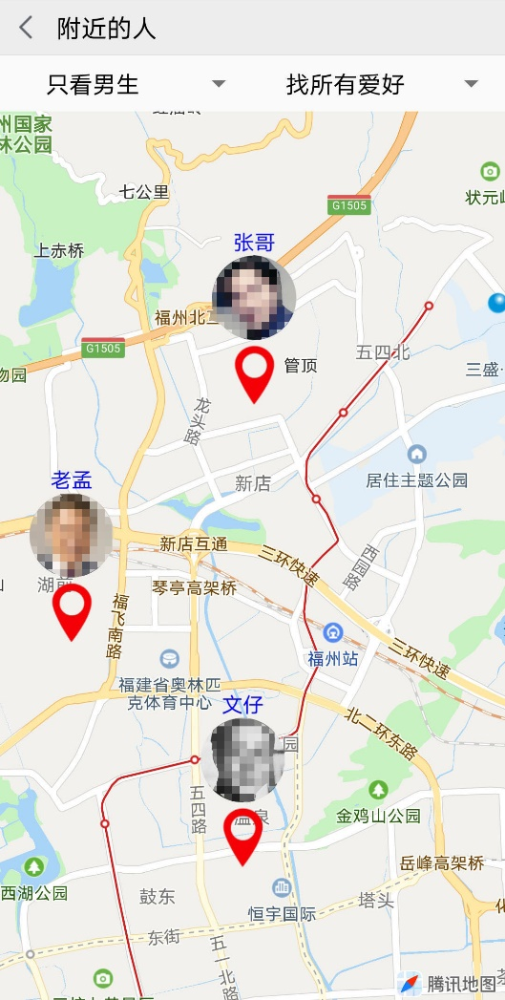 附近的人
只看男生
找所有爱好
州国家
林公园
七公里
G1505
状元
上赤桥
张哥
福州北
G1505
管顶
五四北
三盛
物园
龙头路
新店
居住主题公园
老孟
新店互通
三环快速
西园路
湖前
琴亭高架桥
福飞南路
福州站
三环快速
福建省奥林匹
克体育中心
文仔
北二环东路
园
五四路
温泉
金鸡山公园
岳峰高架桥
西湖公园
鼓东
恒宇国际
塔头
东街
五一北路
腾讯地图